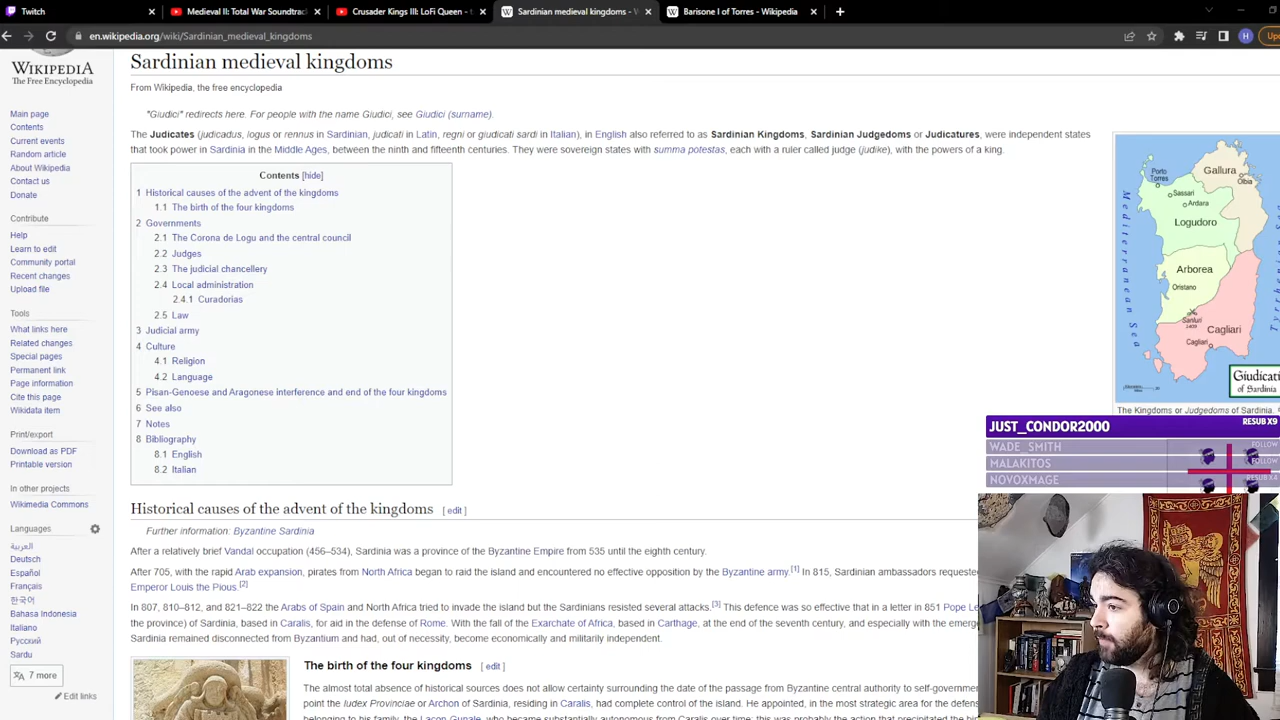 Twitch
Medieval II: Total War Soundtrack
Crusader Kings III: LoFi Queen -
Sardinian medieval kingdoms -
Barisone I of Torres - Wikipedia
en.wikipedia.org/wiki/Sardinian_medieval_kingdoms
WIKIPEDIA
The Free Encyclopedia
Main page
Contents
Current events
Random article
About Wikipedia
Contact us
Donate
Contribute
Help
Learn to edit
Community portal
Recent changes
Upload file
Tools
What links here
Related changes
Special pages
Permanent link
Page information
Cite this page
Wikidata item
Print/export
Download as PDF
Printable version
In other projects
Wikimedia Commons
Languages
العربية
Deutsch
Español
Français
한국어
Bahasa Indonesia
Italiano
Русский
Sardu
7 more
Edit links
Sardinian medieval kingdoms
From Wikipedia, the free encyclopedia
"Giudici" redirects here. For people with the name Giudici, see Giudici (surname).
The Judicates (judicadus, logus or rennus in Sardinian, judicati in Latin, regni or giudicati sardi in Italian), in English also referred to as Sardinian Kingdoms, Sardinian Judgedoms or Judicatures, were independent states
that took power in Sardinia in the Middle Ages, between the ninth and fifteenth centuries. They were sovereign states with summa potestas, each with a ruler called judge (judike), with the powers of a king.
Contents [hide]
1 Historical causes of the advent of the kingdoms
1.1 The birth of the four kingdoms
2 Governments
2.1 The Corona de Logu and the central council
2.2 Judges
2.3 The judicial chancellery
2.4 Local administration
2.4.1 Curadorias
2.5 Law
3 Judicial army
4 Culture
4.1 Religion
4.2 Language
5 Pisan-Genoese and Aragonese interference and end of the four kingdoms
6 See also
7 Notes
8 Bibliography
8.1 English
8.2 Italian
Historical causes of the advent of the kingdoms [ edit ]
Further information: Byzantine Sardinia
After a relatively brief Vandal occupation (456–534), Sardinia was a province of the Byzantine Empire from 535 until the eighth century.
After 705, with the rapid Arab expansion, pirates from North Africa began to raid the island and encountered no effective opposition by the Byzantine army.[1] In 815, Sardinian ambassadors requeste
Emperor Louis the Pious.[2]
In 807, 810–812, and 821–822 the Arabs of Spain and North Africa tried to invade the island but the Sardinians resisted several attacks.[3] This defence was so effective that in a letter in 851 Pope Le
the province) of Sardinia, based in Caralis, for aid in the defense of Rome. With the fall of the Exarchate of Africa, based in Carthage, at the end of the seventh century, and especially with the emerge
Sardinia remained disconnected from Byzantium and had, out of necessity, become economically and militarily independent.
The birth of the four kingdoms [ edit ]
The almost total absence of historical sources does not allow certainty surrounding the date of the passage from Byzantine central authority to self-governm
point the Iudex Provinciae or Archon of Sardinia, residing in Caralis, had complete control of the island. He appointed, in the most strategic area for the defens
belonging to his family, the Lacon-Gunale, who became substantially autonomous from Caralis over time; this was probably the action that precipitated the bir
Porto
Torres
Gallura
Olbia
Sassari
Ardara
Logudoro
Mediterranean Sea
Arborea
Oristano
Sanluri
1409
Cagliari
Cagliari
Giudicati
of Sardinia
The Kingdoms or Judgedoms of Sardinia.
JUST_CONDOR2000
RESUB X9
WADE_SMITH
FOLLOW
MALAKITOS
FOLLOW
NOVOXMAGE
RESUB X4